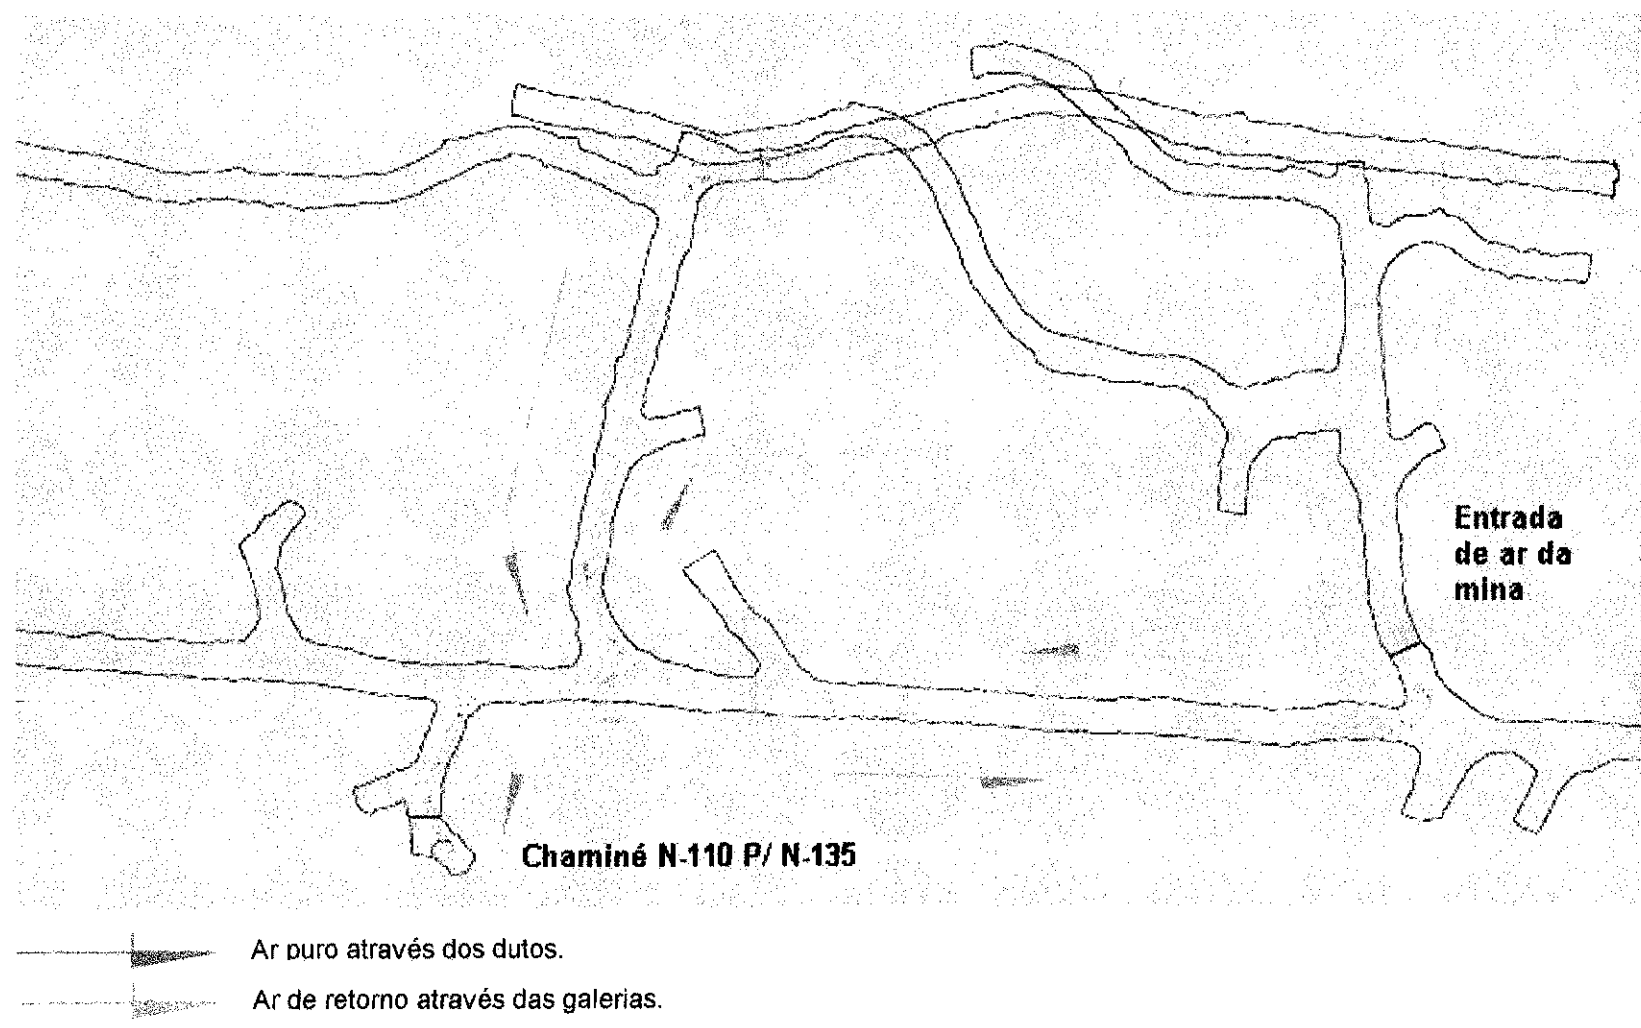 Entrada
de ar da
mina
Chaminé N-110 P/ N-135
Ar puro através dos dutos.
Ar de retorno através das galerias.